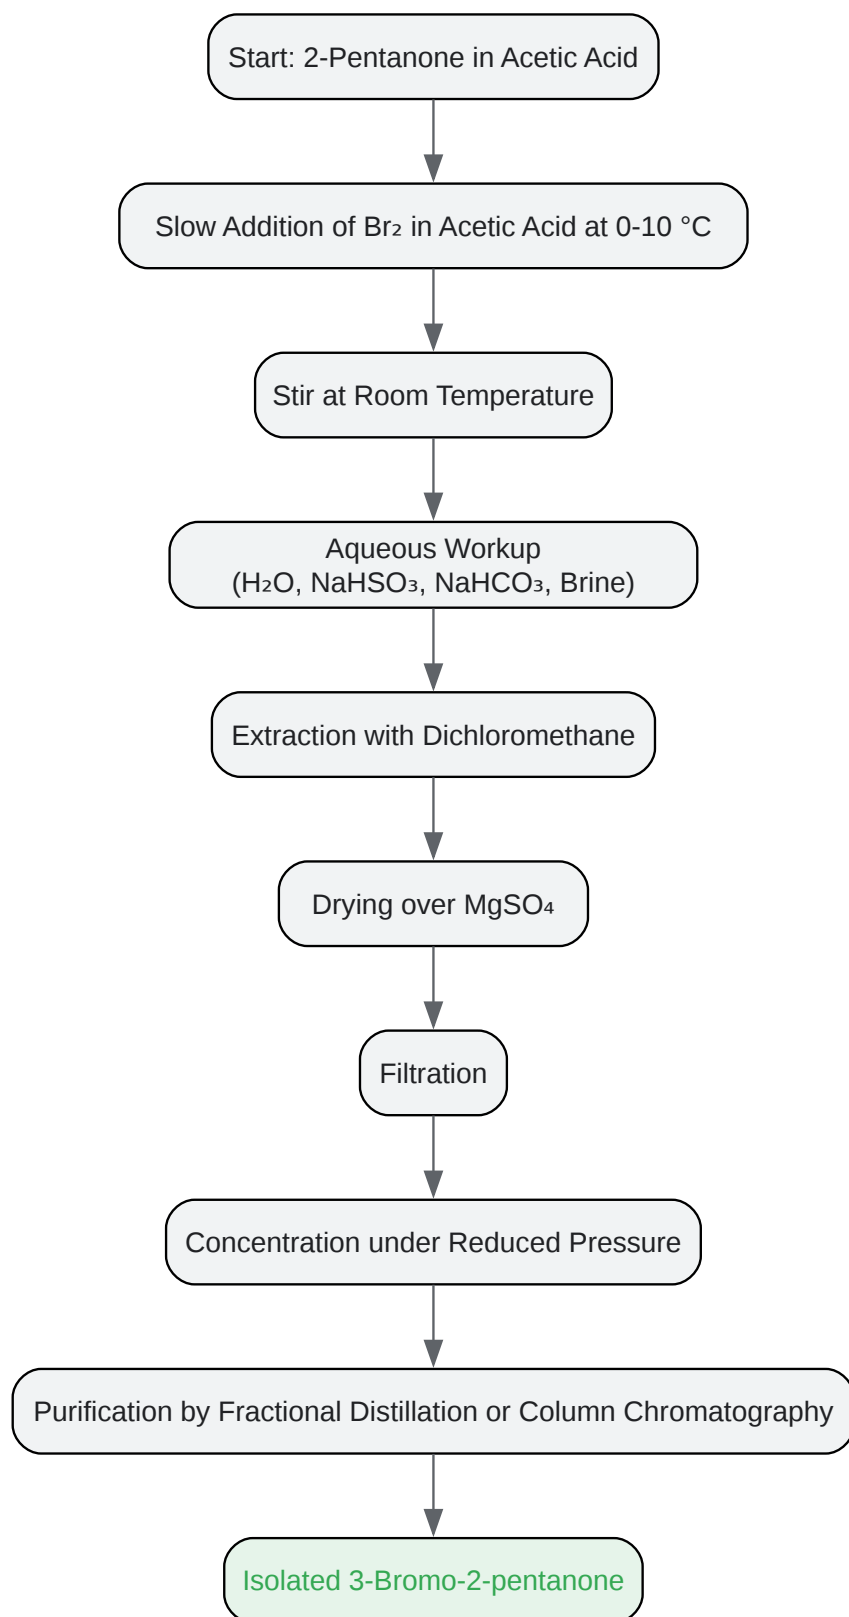 Start: 2-Pentanone in Acetic Acid
Slow Addition of Br₂ in Acetic Acid at 0-10 °C
Stir at Room Temperature
Aqueous Workup
(H₂O, NaHSO₃, NaHCO₃, Brine)
Extraction with Dichloromethane
Drying over MgSO₄
Filtration
Concentration under Reduced Pressure
Purification by Fractional Distillation or Column Chromatography
Isolated 3-Bromo-2-pentanone